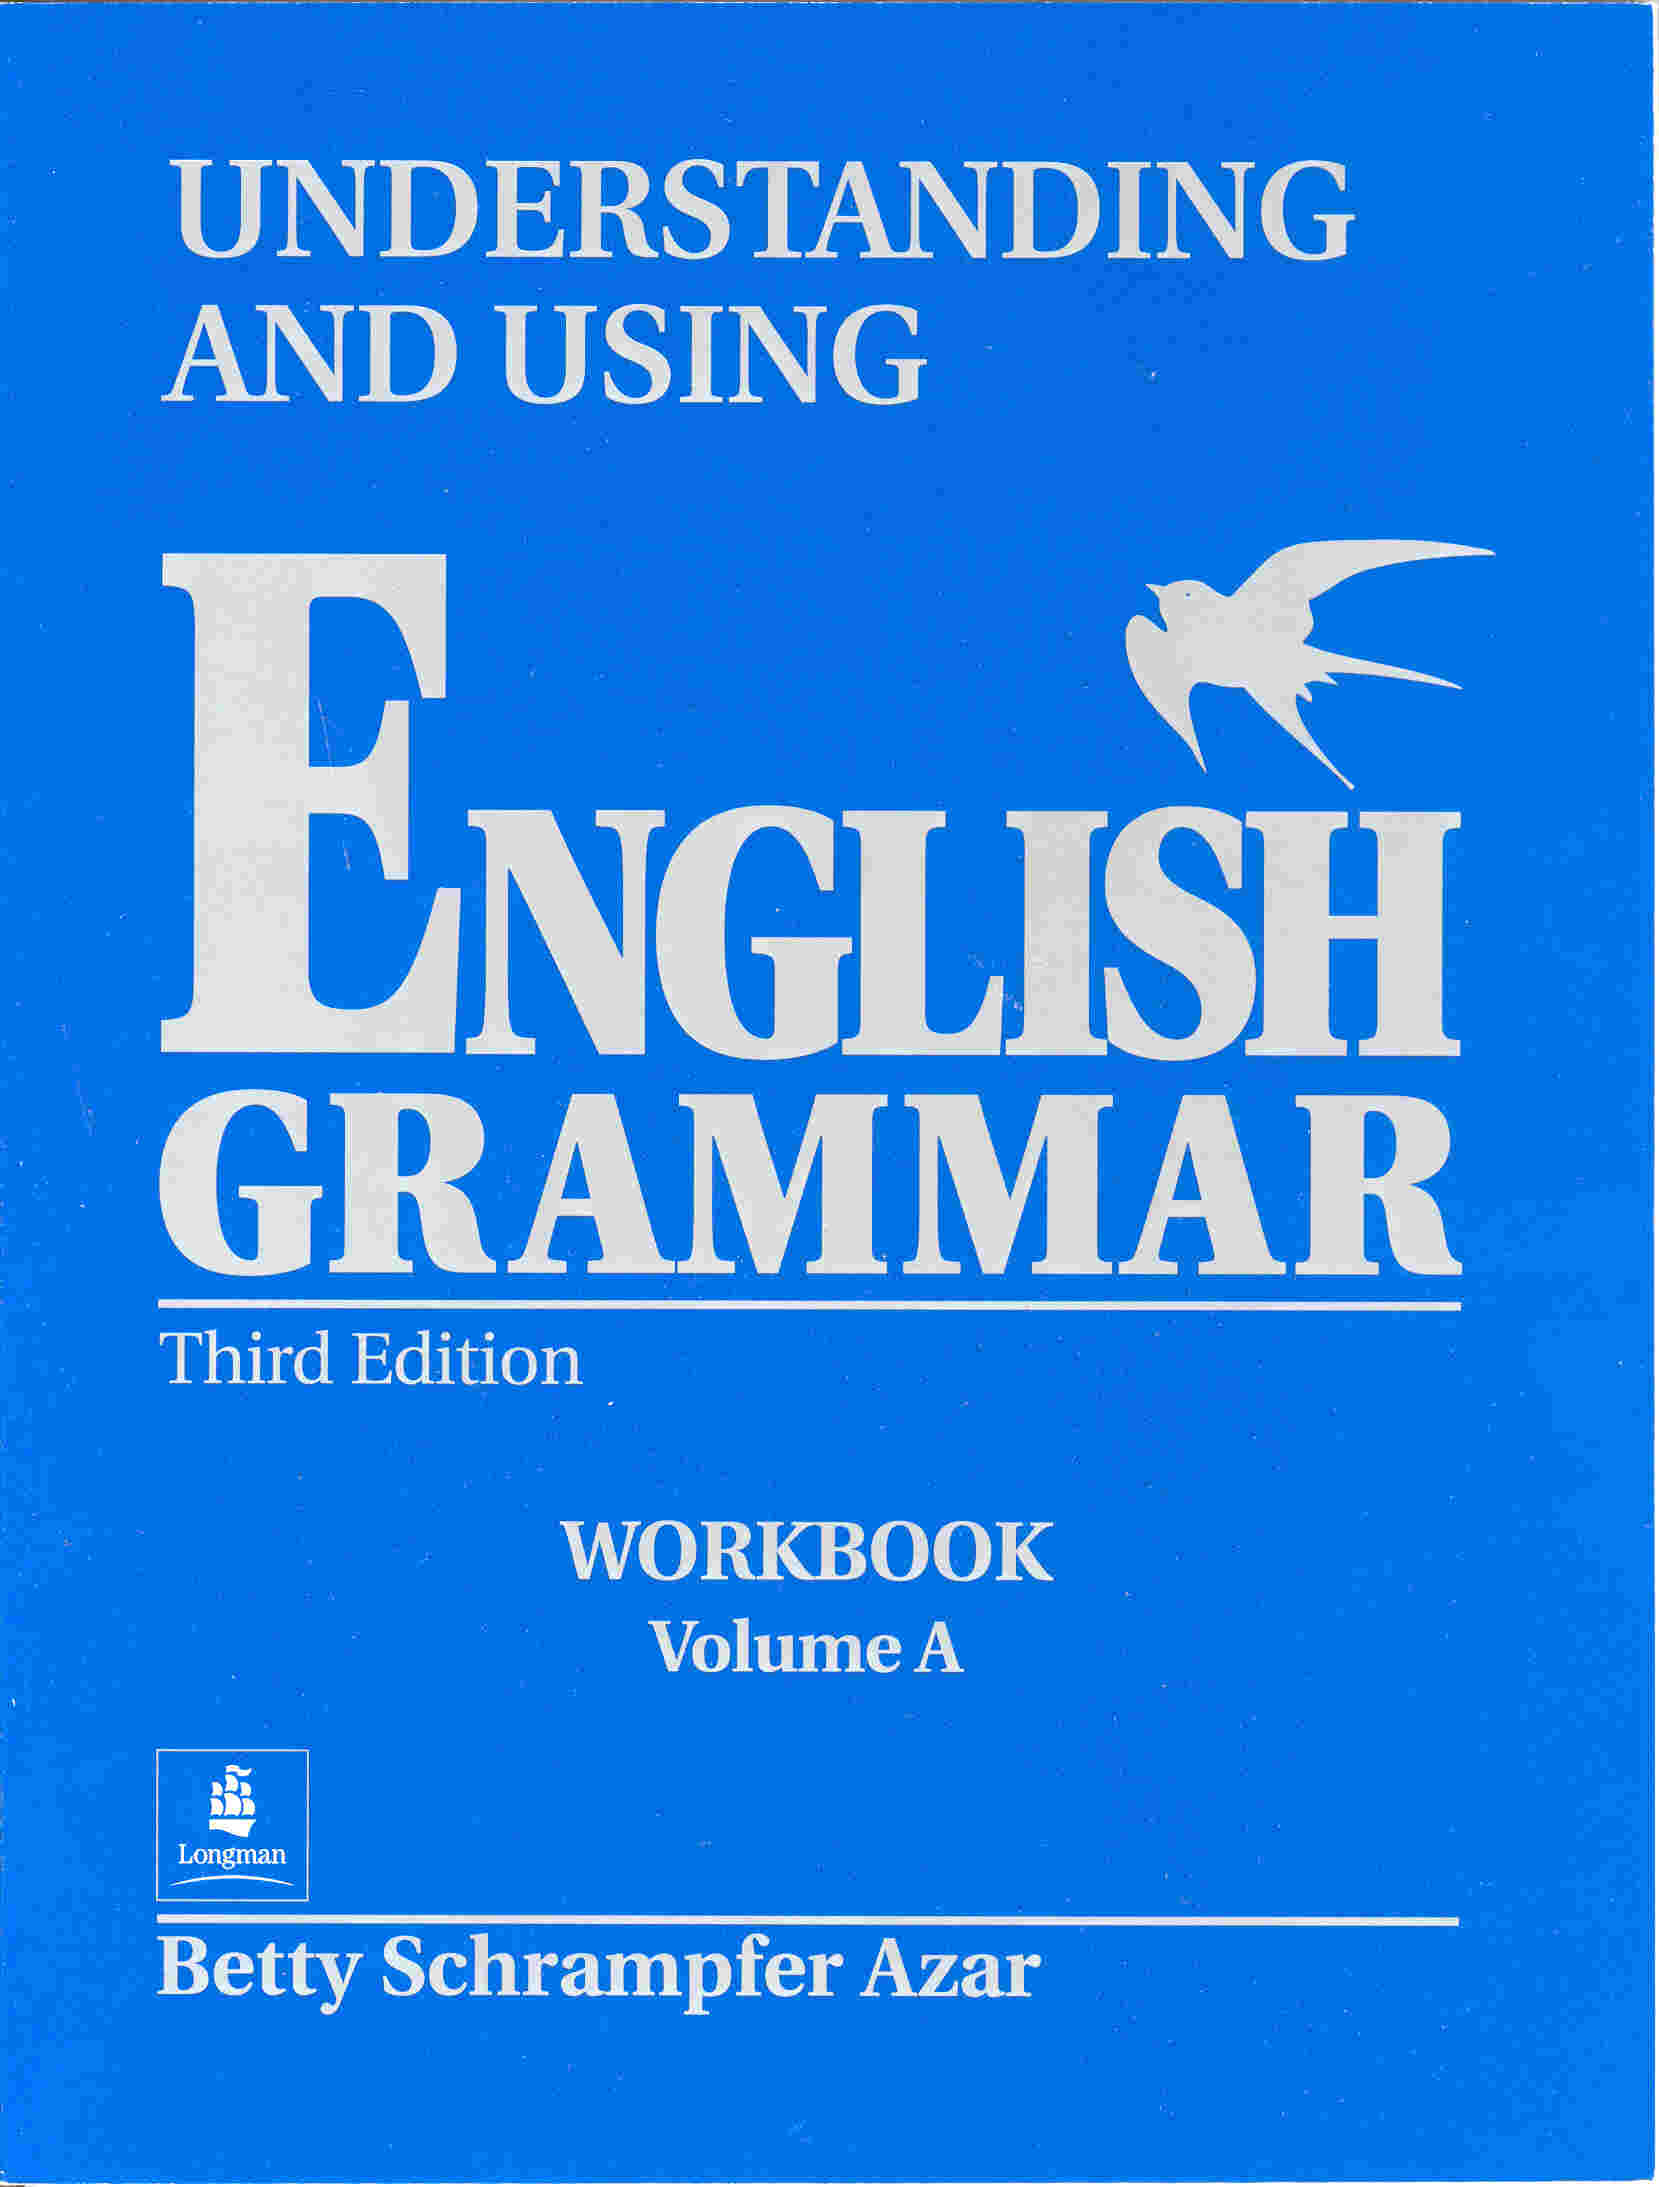 UNDERSTANDING
AND USING
ENGLISH
GRAMMAR
Third Edition
WORKBOOK
Volume A
Longman
Betty Schrampfer Azar